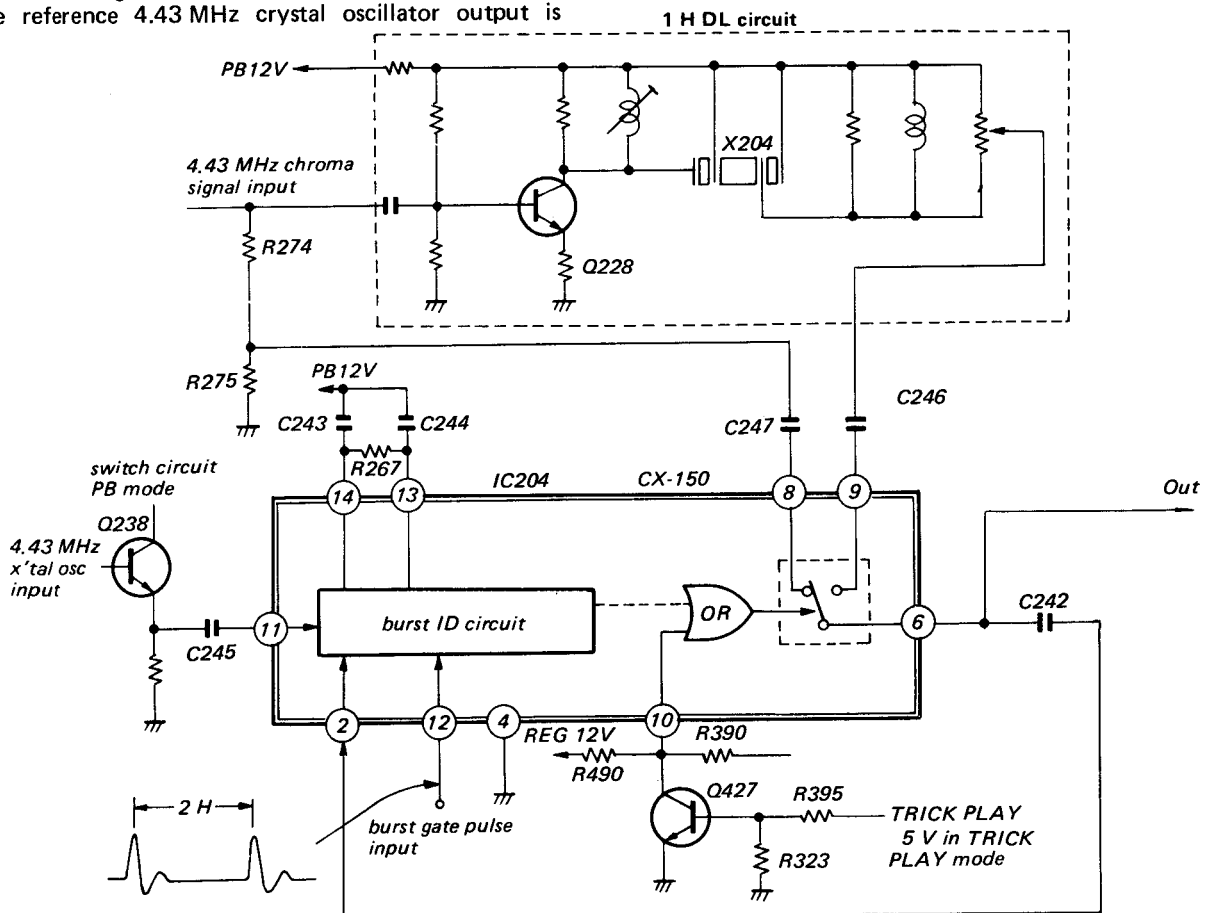 e reference 4.43 MHz crystal oscillator output is
1 H DL circuit
PB12V
X204
4.43 MHz chroma
signal input
R274
Q228
R275
PB12V
C243
C244
R267
C247
C246
switch circuit
PB mode
Q238
4.43 MHz
x'tal osc
input
C245
IC204
CX-150
14
13
8
9
Out
burst ID circuit
OR
11
6
C242
2
12
4
10
REG 12V
R490
R390
Q427
R395
TRICK PLAY
5 V in TRICK
PLAY mode
R323
2 H
burst gate pulse
input